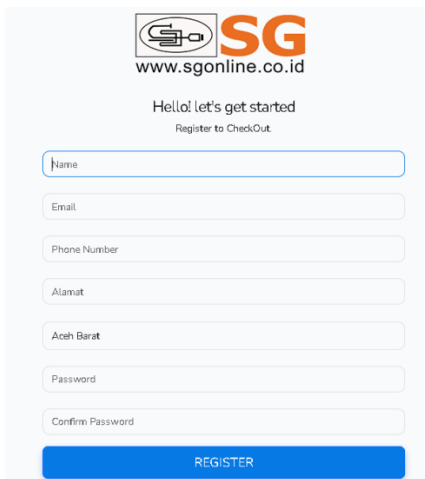 SG
www.sgonline.co.id
Hello! let's get started
Register to CheckOut.
Name
Email
Phone Number
Alamat
Aceh Barat
Password
Confirm Password
REGISTER